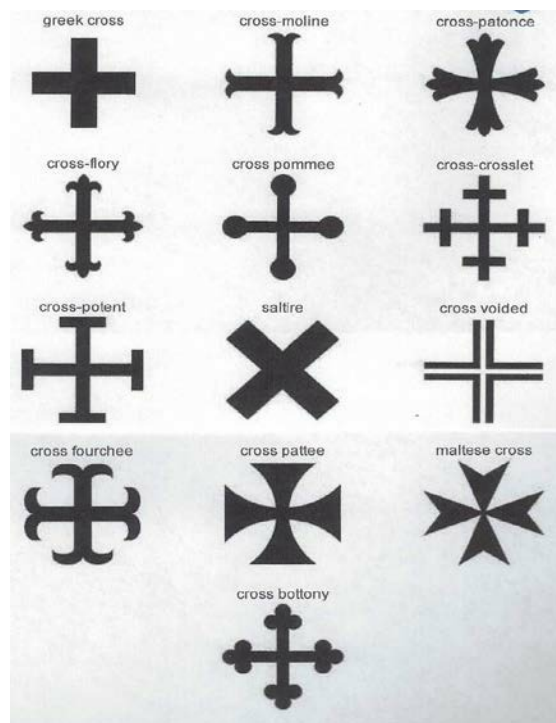 greek cross
cross-moline
cross-patonce
cross-flory
cross pommee
cross-crosslet
cross-potent
saltire
cross voided
cross fourchee
cross pattee
maltese cross
cross bottony